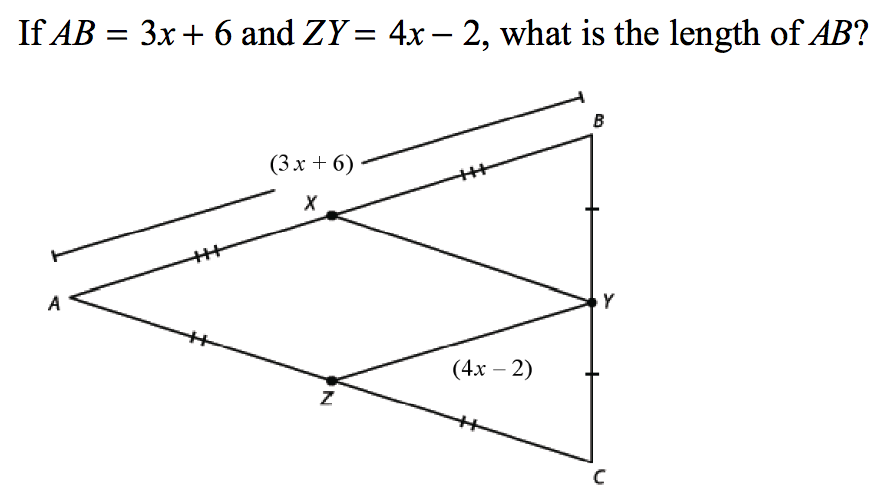 If AB = 3x + 6 and ZY = 4x – 2, what is the length of AB?
B
(3x + 6)
X
A
Y
(4x – 2)
Z
C